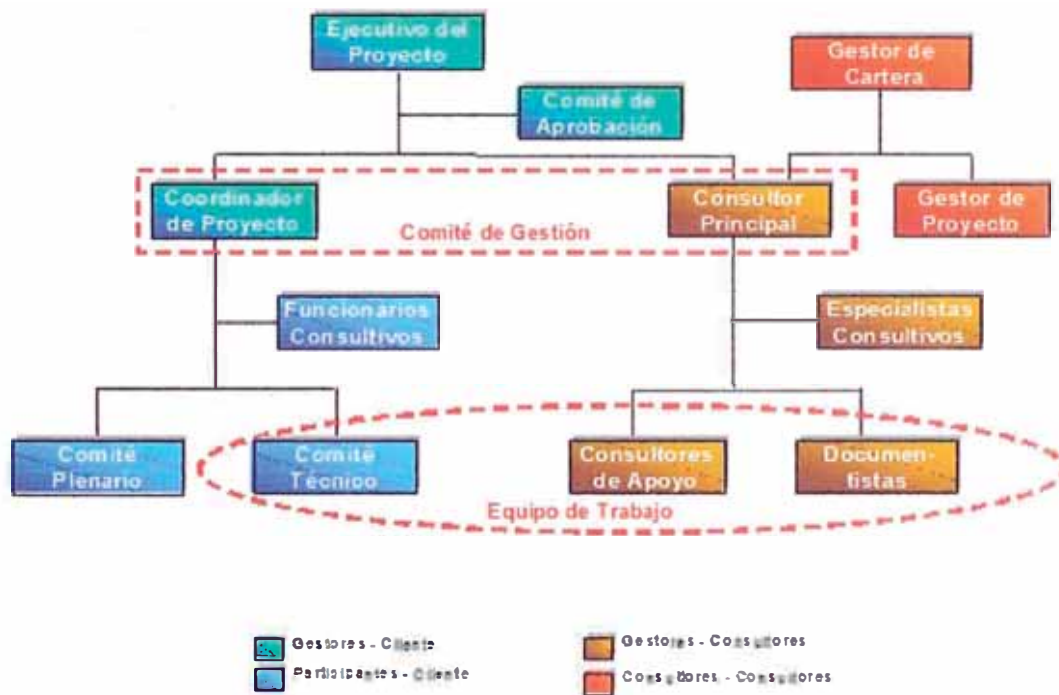 Ejecutivo del
Proyecto
Gestor de
Cartera
Comité de
Aprobación
Coordinador
de Proyecto
Consultor
Principal
Gestor de
Proyecto
Comité de Gestión
Funcionarios
Consultivos
Especialistas
Consultivos
Comité
Plenario
Comité
Técnico
Consultores
de Apoyo
Documen-
tistas
Equipo de Trabajo
Gestores - Cliente
Gestores - Consultores
Participantes - Cliente
Consultores - Consultores